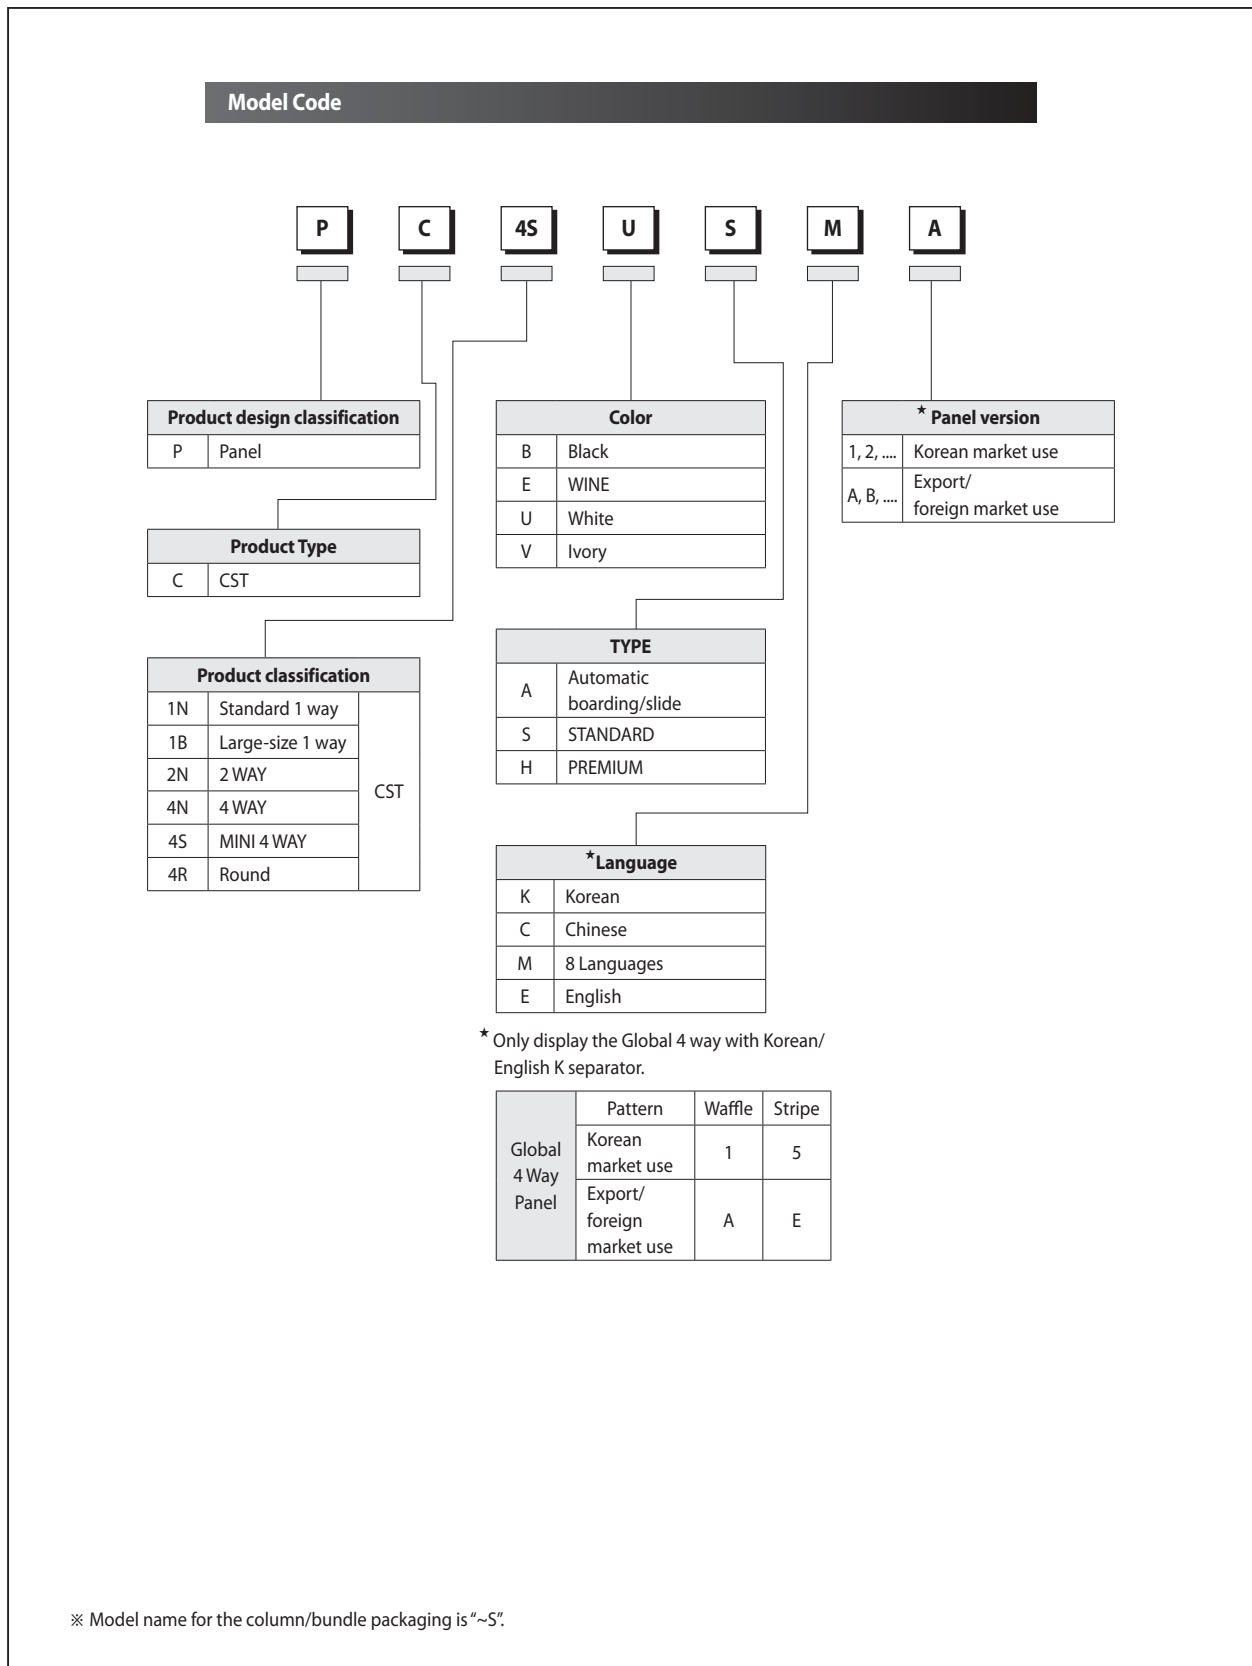 Model Code
P C 4S U S M A
Product design classification
P Panel
Product Type
C CST
Product classification
1N Standard 1 way
1B Large-size 1 way
2N 2 WAY
4N 4 WAY
4S MINI 4 WAY
4R Round
CST
Color
B Black
E WINE
U White
V Ivory
TYPE
A Automatic
boarding/slide
S STANDARD
H PREMIUM
★Language
K Korean
C Chinese
M 8 Languages
E English
★ Only display the Global 4 way with Korean/
English K separator.
Global
4 Way
Panel
Pattern Waffle Stripe
Korean
market use
1 5
Export/
foreign
market use
A E
★ Panel version
1, 2, .... Korean market use
A, B, .... Export/
foreign market use
※ Model name for the column/bundle packaging is “~S”.